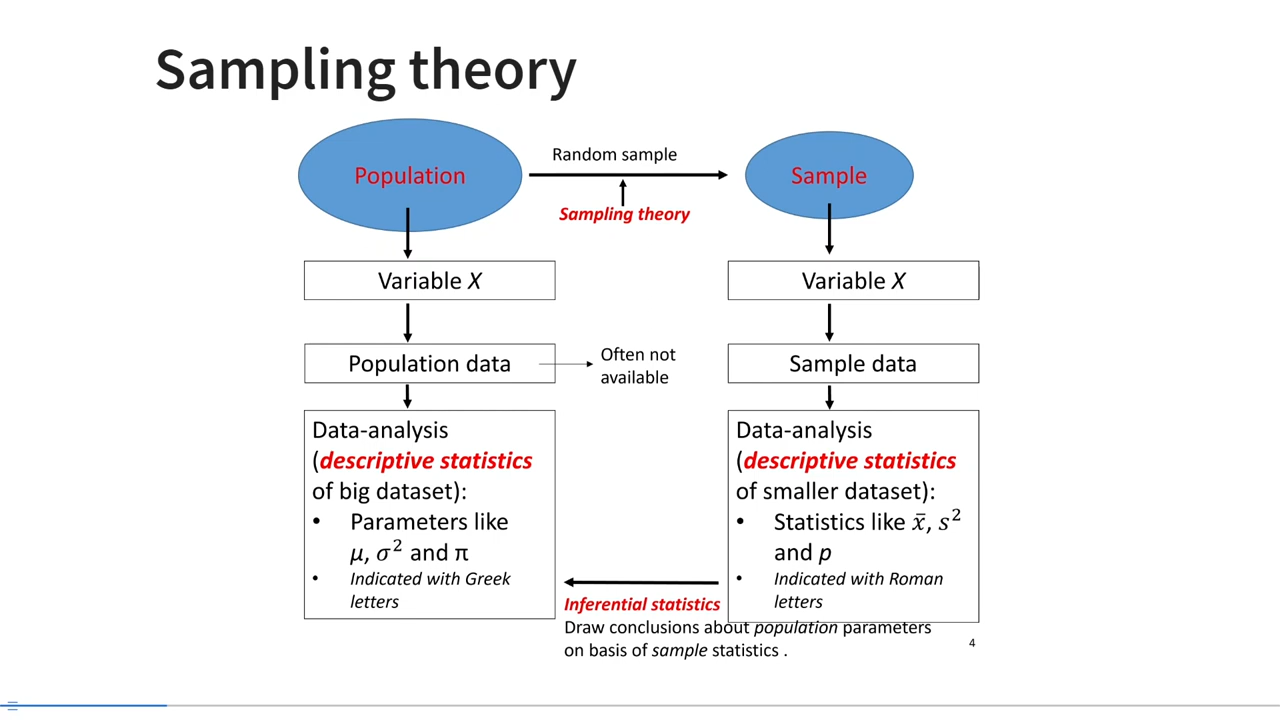 Sampling theory
Population
Random sample
Sampling theory
Sample
Variable X
Variable X
Population data
Often not
available
Sample data
Data-analysis
(descriptive statistics
of big dataset):
• Parameters like
μ, σ² and π
• Indicated with Greek
letters
Data-analysis
(descriptive statistics
of smaller dataset):
• Statistics like x̄, s²
and p
• Indicated with Roman
letters
Inferential statistics
Draw conclusions about population parameters
on basis of sample statistics .
4